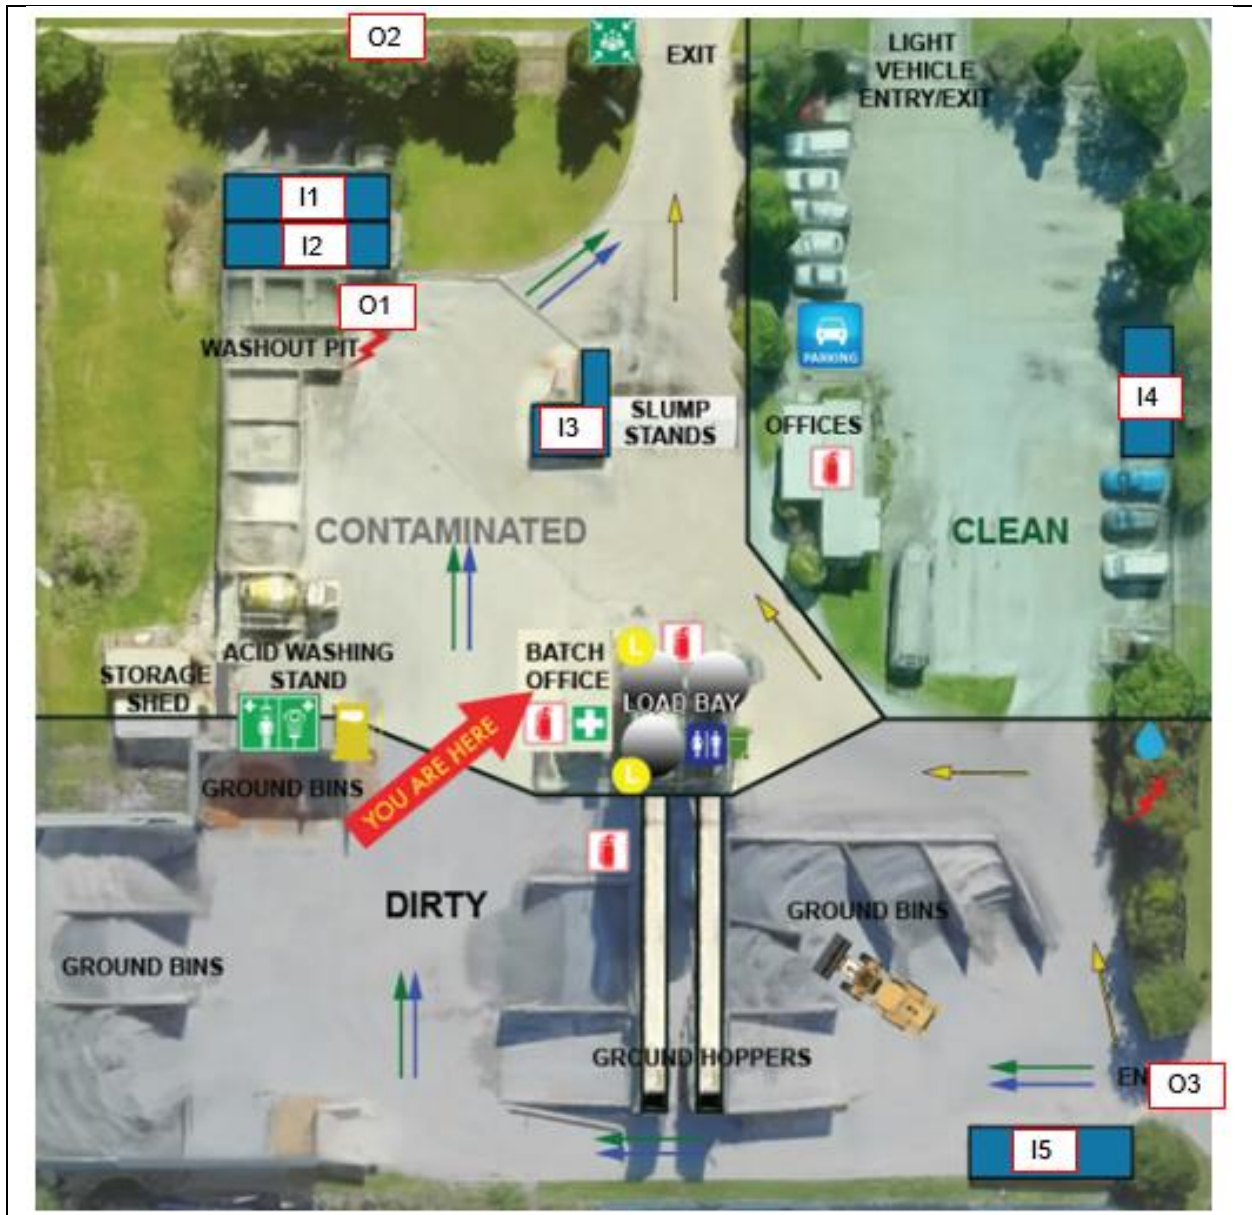 O2
EXIT
LIGHT
VEHICLE
ENTRY/EXIT
I1
I2
O1
WASHOUT PIT
PARKING
I3
SLUMP
STANDS
I4
OFFICES
CONTAMINATED
CLEAN
STORAGE
SHED
ACID WASHING
STAND
BATCH
OFFICE
L
LOAD BAY
YOU ARE HERE
L
GROUND BINS
DIRTY
GROUND BINS
GROUND BINS
GROUND HOPPERS
EN
O3
I5